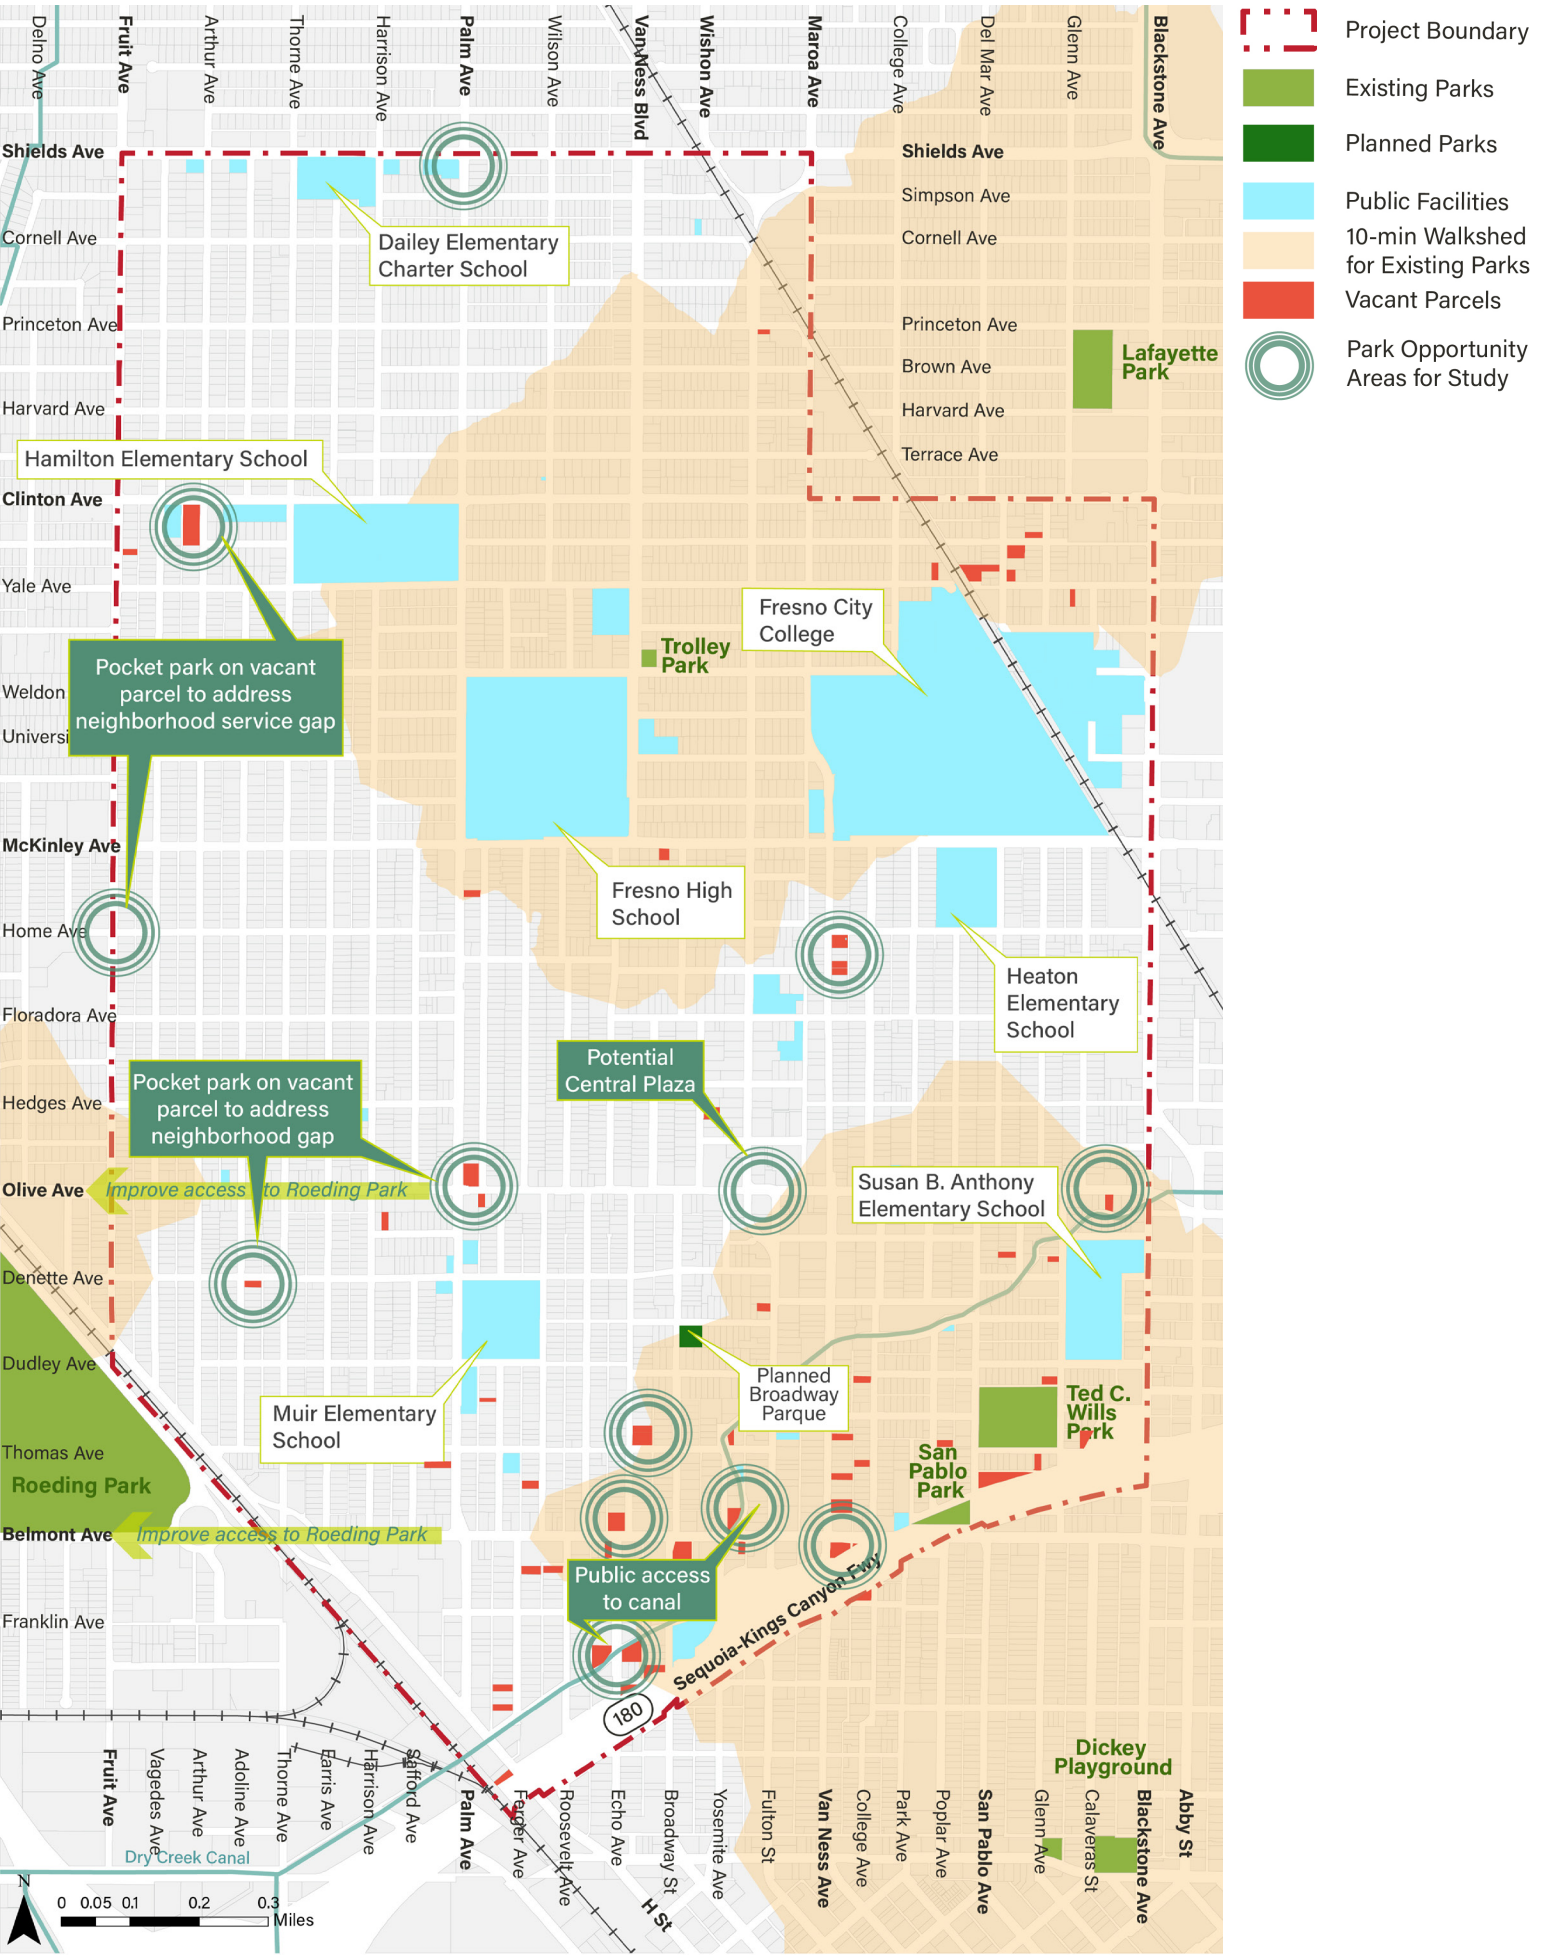 Delno Ave
Fruit Ave
Arthur Ave
Thorne Ave
Harrison Ave
Palm Ave
Wilson Ave
Van Ness Blvd
Wishon Ave
Maroa Ave
College Ave
Del Mar Ave
Glenn Ave
Blackstone Ave
Project Boundary
Existing Parks
Planned Parks
Public Facilities
10-min Walkshed
for Existing Parks
Vacant Parcels
Park Opportunity
Areas for Study
Shields Ave
Cornell Ave
Princeton Ave
Harvard Ave
Clinton Ave
Yale Ave
Weldon
Universi
McKinley Ave
Home Ave
Floradora Ave
Hedges Ave
Olive Ave
Denette Ave
Dudley Ave
Thomas Ave
Belmont Ave
Franklin Ave
Shields Ave
Simpson Ave
Cornell Ave
Princeton Ave
Brown Ave
Harvard Ave
Terrace Ave
Lafayette
Park
Dailey Elementary
Charter School
Hamilton Elementary School
Pocket park on vacant
parcel to address
neighborhood service gap
Trolley
Park
Fresno City
College
Fresno High
School
Heaton
Elementary
School
Pocket park on vacant
parcel to address
neighborhood gap
Potential
Central Plaza
Improve access to Roeding Park
Susan B. Anthony
Elementary School
Muir Elementary
School
Planned
Broadway
Parque
Ted C.
Wills
Park
San
Pablo
Park
Roeding Park
Improve access to Roeding Park
Public access
to canal
Sequoia-Kings Canyon Fwy
180
Dickey
Playground
Fruit Ave
Vagedes Ave
Arthur Ave
Adoline Ave
Thorne Ave
Farris Ave
Harrison Ave
Safford Ave
Palm Ave
Ferger Ave
Roosevelt Ave
Echo Ave
Broadway St
Yosemite Ave
Fulton St
Van Ness Ave
College Ave
Park Ave
Poplar Ave
San Pablo Ave
Glenn Ave
Calaveras St
Blackstone Ave
Abby St
H St
Dry Creek Canal
N
0 0.05 0.1 0.2 0.3
Miles